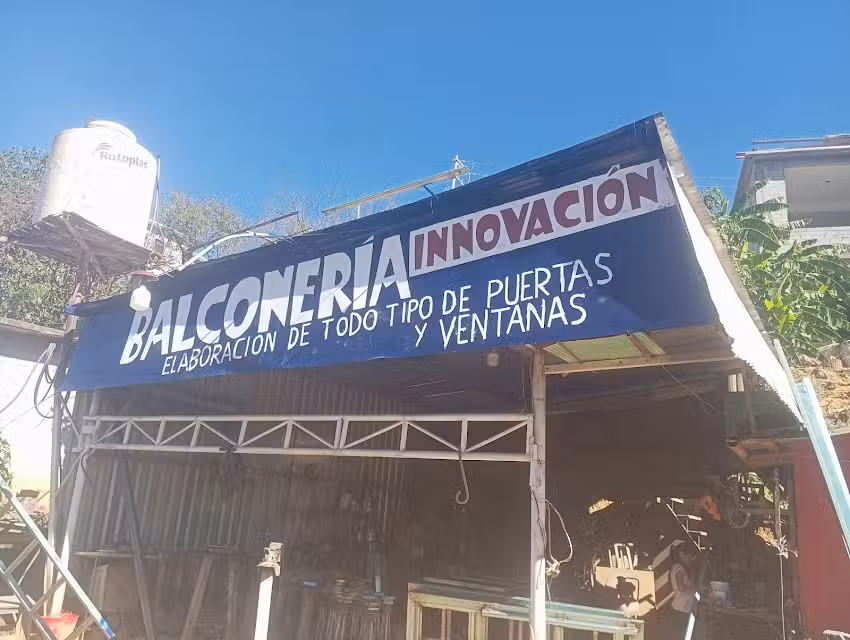 Rotoplas
BALCONERÍA INNOVACIÓN
ELABORACION DE TODO TIPO DE PUERTAS
Y VENTANAS